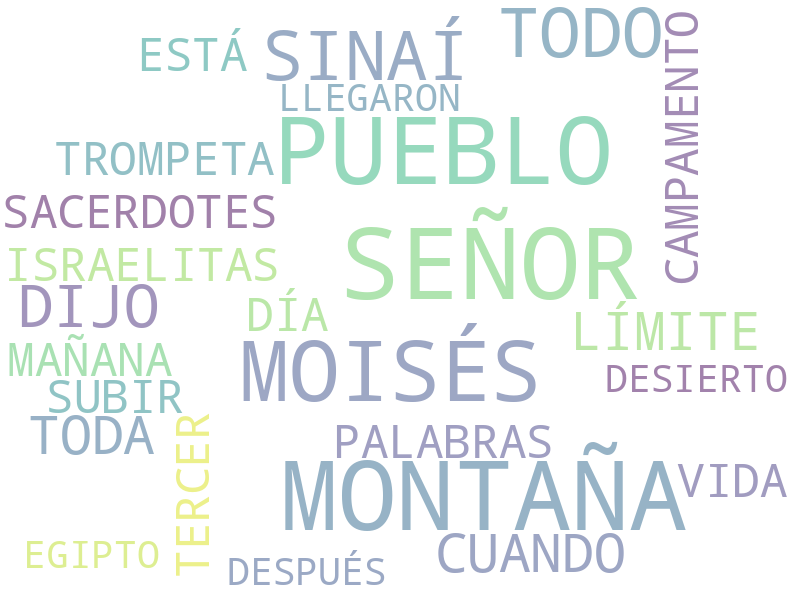 TODO
ESTÁ
SINAÍ
CAMPAMENTO
LLEGARON
PUEBLO
TROMPETA
SACERDOTES
SEÑOR
ISRAELITAS
DIJO
DÍA
LÍMITE
MAÑANA
MOISÉS
DESIERTO
SUBIR
TODA
TERCER
PALABRAS
MONTAÑA
VIDA
EGIPTO
CUANDO
DESPUÉS